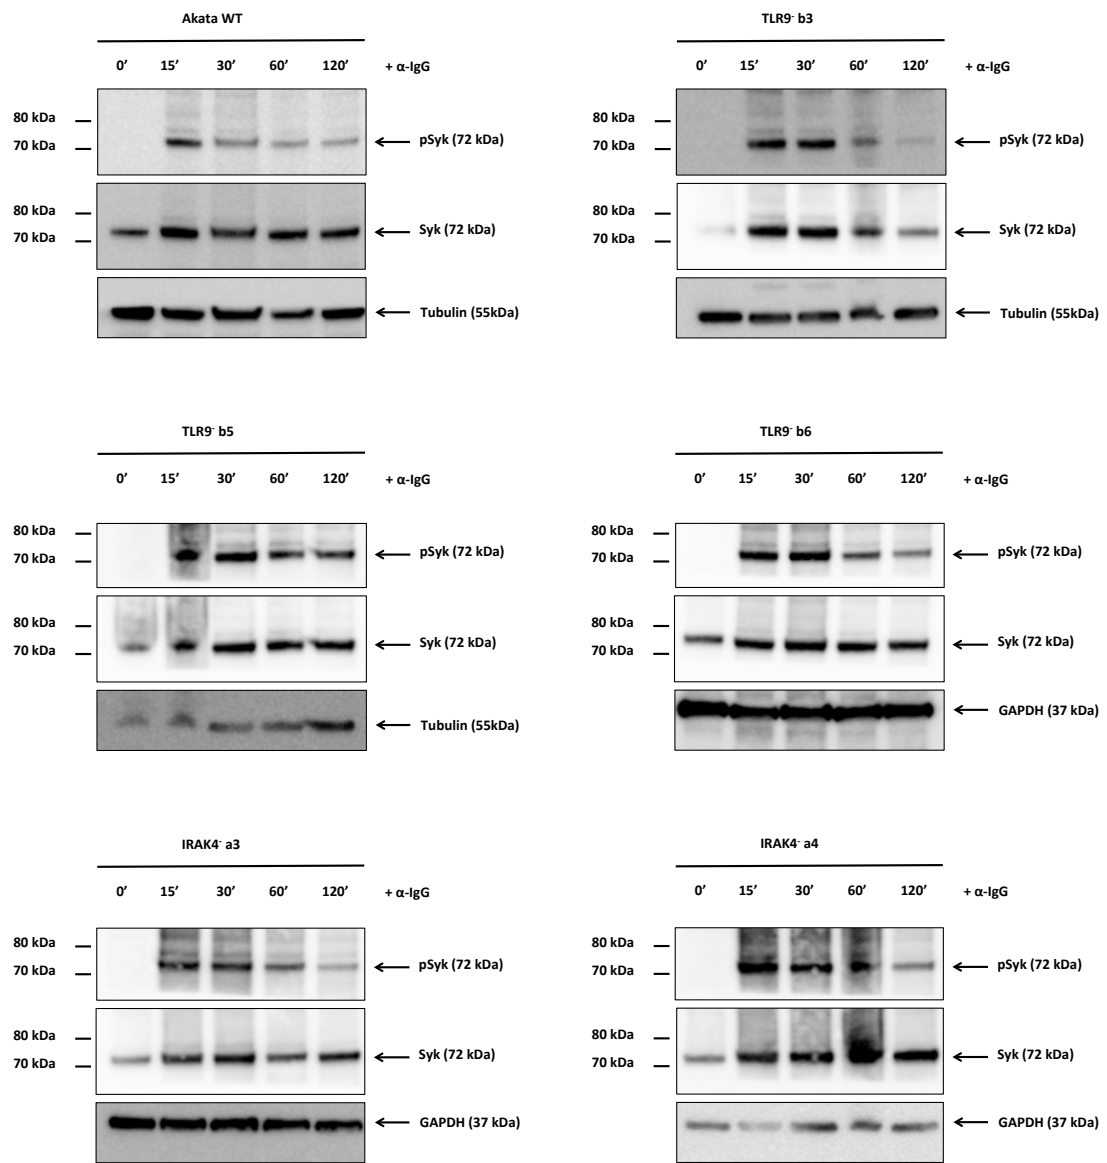 Akata WT
0’ 15’ 30’ 60’ 120’ + α-IgG
80 kDa
70 kDa
pSyk (72 kDa)
80 kDa
70 kDa
Syk (72 kDa)
Tubulin (55kDa)
TLR9⁻ b3
0’ 15’ 30’ 60’ 120’ + α-IgG
80 kDa
70 kDa
pSyk (72 kDa)
80 kDa
70 kDa
Syk (72 kDa)
Tubulin (55kDa)
TLR9⁻ b5
0’ 15’ 30’ 60’ 120’ + α-IgG
80 kDa
70 kDa
pSyk (72 kDa)
80 kDa
70 kDa
Syk (72 kDa)
Tubulin (55kDa)
TLR9⁻ b6
0’ 15’ 30’ 60’ 120’ + α-IgG
80 kDa
70 kDa
pSyk (72 kDa)
80 kDa
70 kDa
Syk (72 kDa)
GAPDH (37 kDa)
IRAK4⁻ a3
0’ 15’ 30’ 60’ 120’ + α-IgG
80 kDa
70 kDa
pSyk (72 kDa)
80 kDa
70 kDa
Syk (72 kDa)
GAPDH (37 kDa)
IRAK4⁻ a4
0’ 15’ 30’ 60’ 120’ + α-IgG
80 kDa
70 kDa
pSyk (72 kDa)
80 kDa
70 kDa
Syk (72 kDa)
GAPDH (37 kDa)